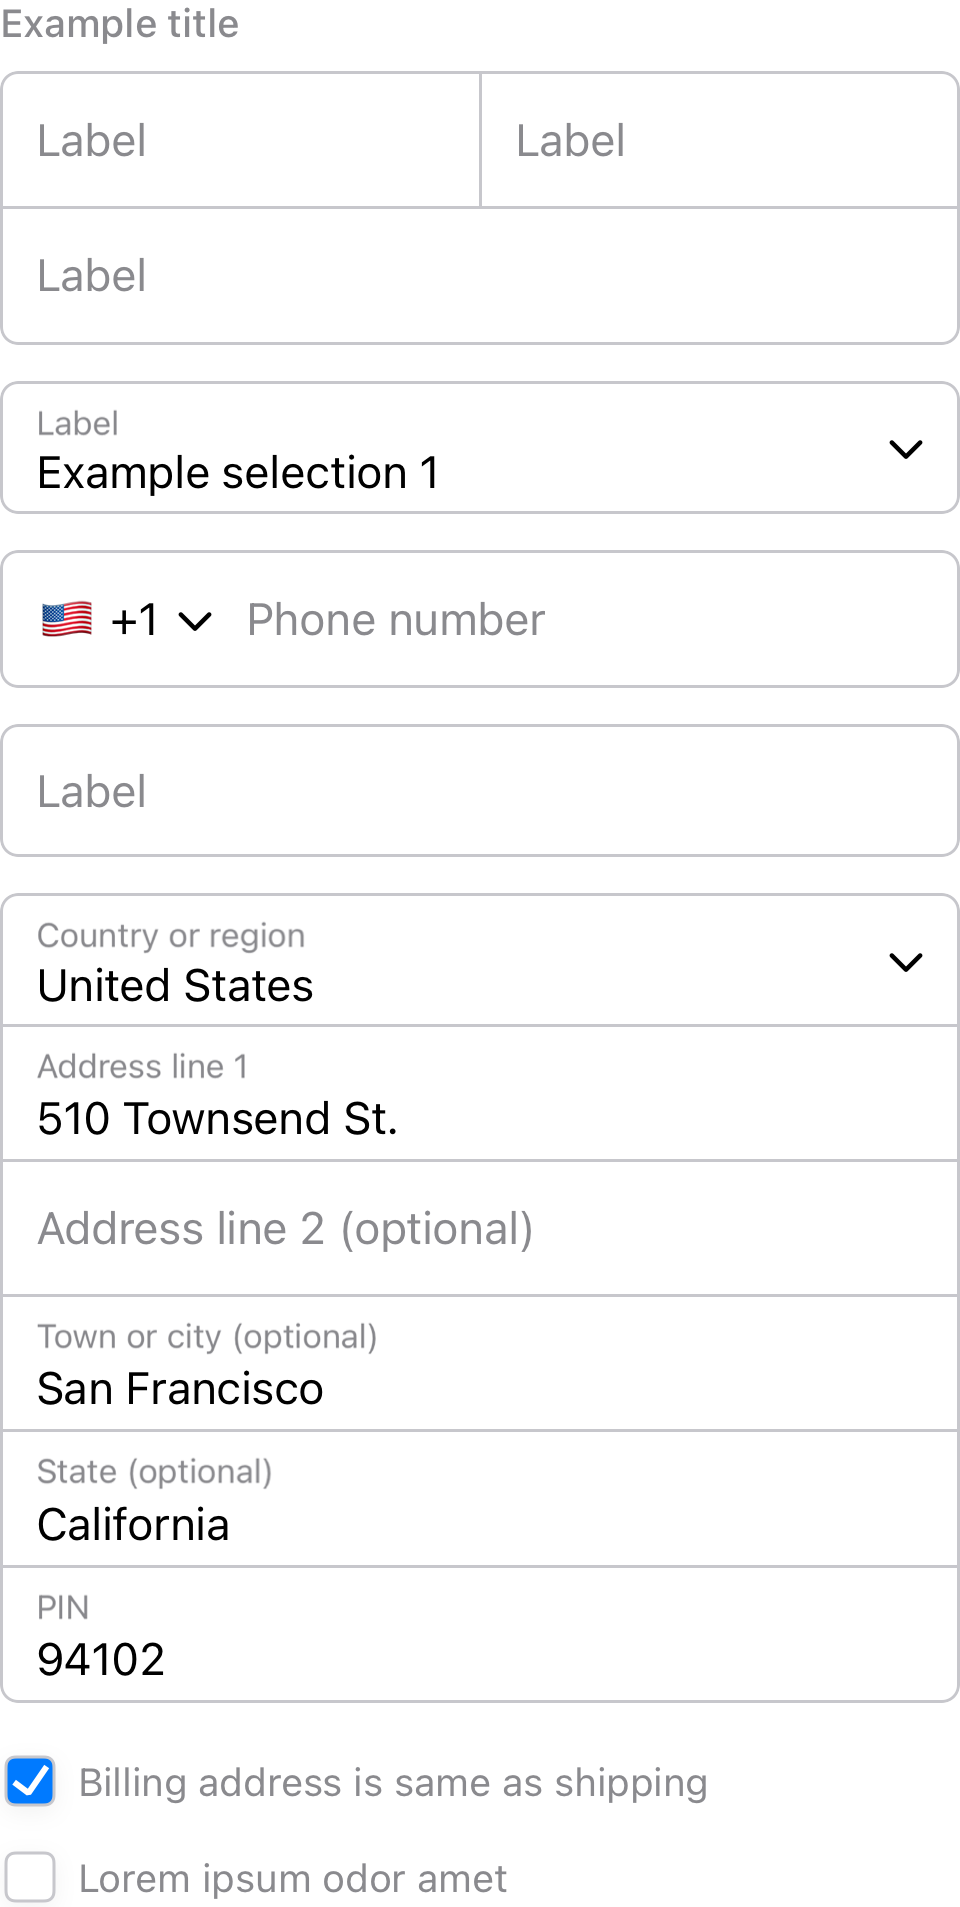 Example title
Label Label
Label
Label
Example selection 1
+1 Phone number
Label
Country or region
United States
Address line 1
510 Townsend St.
Address line 2 (optional)
Town or city (optional)
San Francisco
State (optional)
California
PIN
94102
Billing address is same as shipping
Lorem ipsum odor amet